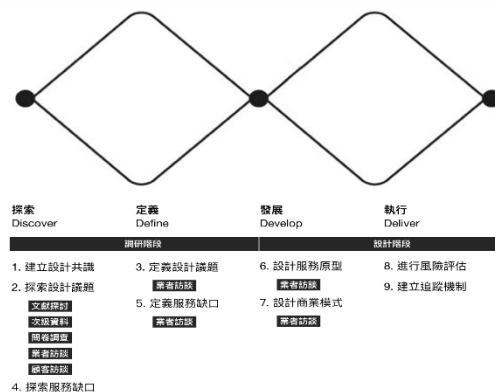 探索
Discover
定義
Define
發展
Develop
執行
Deliver
調研階段
設計階段
1. 建立設計共識
2. 探索設計議題
文獻探討
次級資料
問卷調查
業者訪談
顧客訪談
4. 探索服務缺口
3. 定義設計議題
業者訪談
5. 定義服務缺口
業者訪談
6. 設計服務原型
業者訪談
7. 設計商業模式
業者訪談
8. 進行風險評估
9. 建立追蹤機制